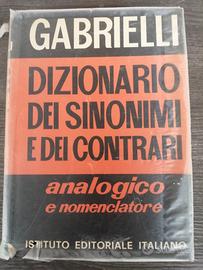 GABRIELLI
DIZIONARIO
DEI SINONIMI
E DEI CONTRARI
analogico
e nomenclatore
ISTITUTO EDITORIALE ITALIANO